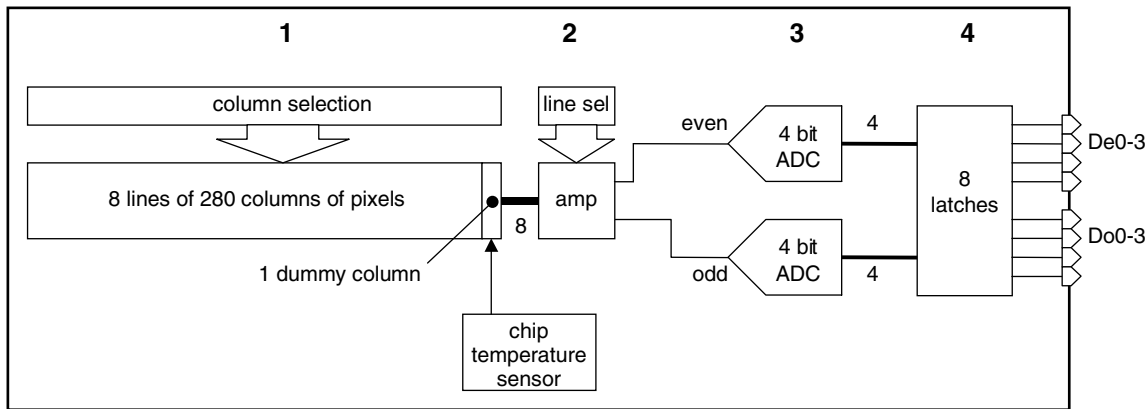 1 2 3 4
column selection
line sel
even
4 bit
ADC
4
8 lines of 280 columns of pixels
amp
8
8
latches
De0-3
Do0-3
1 dummy column
odd
4 bit
ADC
4
chip
temperature
sensor